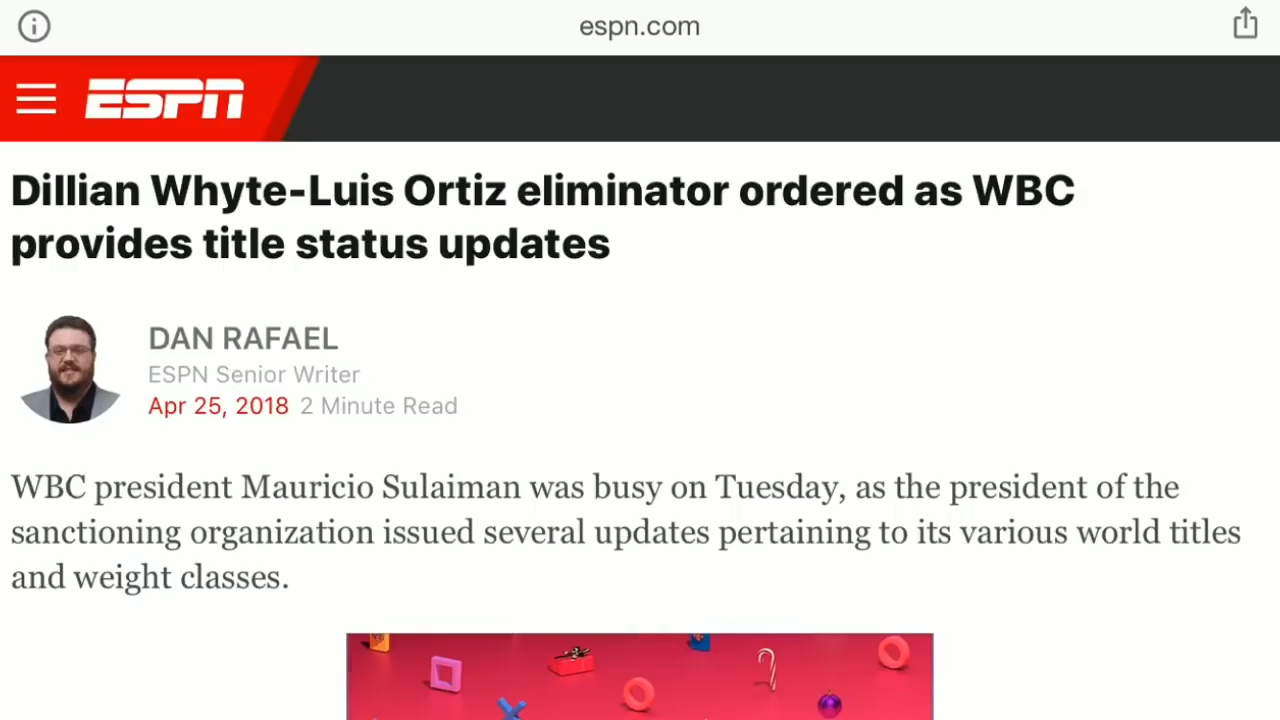 espn.com
ESPN
Dillian Whyte-Luis Ortiz eliminator ordered as WBC
provides title status updates
DAN RAFAEL
ESPN Senior Writer
Apr 25, 2018 2 Minute Read
WBC president Mauricio Sulaiman was busy on Tuesday, as the president of the
sanctioning organization issued several updates pertaining to its various world titles
and weight classes.